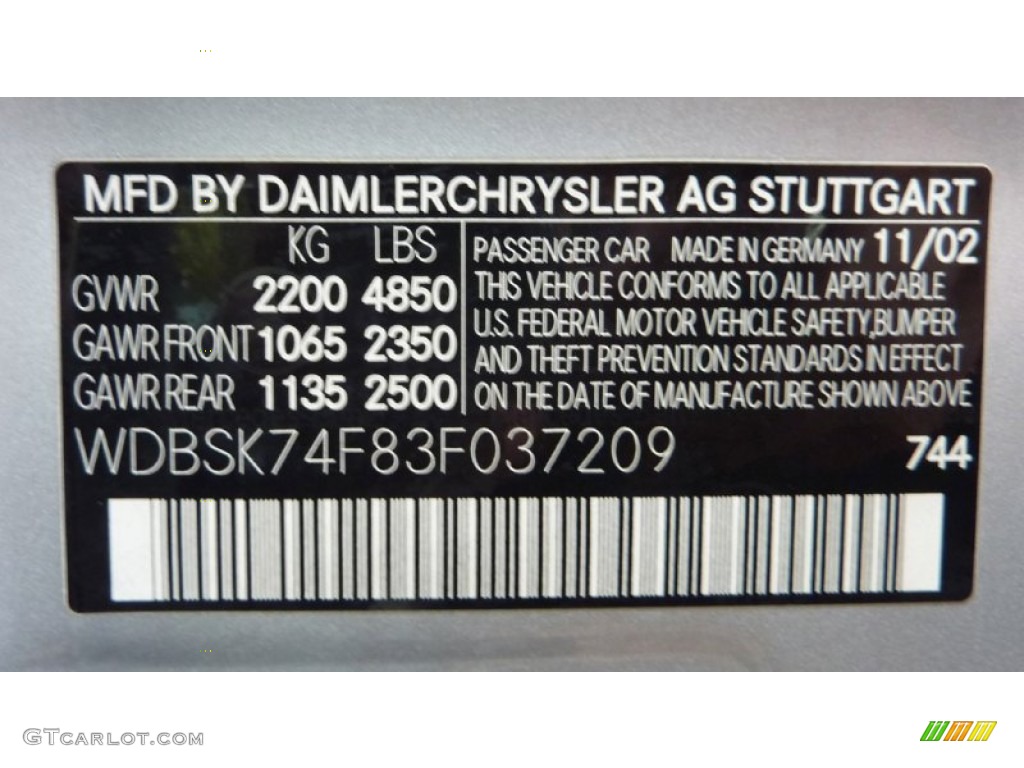 MFD BY DAIMLERCHRYSLER AG STUTTGART
KG LBS
GVWR 2200 4850
GAWR FRONT 1065 2350
GAWR REAR 1135 2500
PASSENGER CAR MADE IN GERMANY 11/02
THIS VEHICLE CONFORMS TO ALL APPLICABLE
U.S. FEDERAL MOTOR VEHICLE SAFETY,BUMPER
AND THEFT PREVENTION STANDARDS IN EFFECT
ON THE DATE OF MANUFACTURE SHOWN ABOVE
WDBSK74F83F037209 744
GTCARLOT.COM